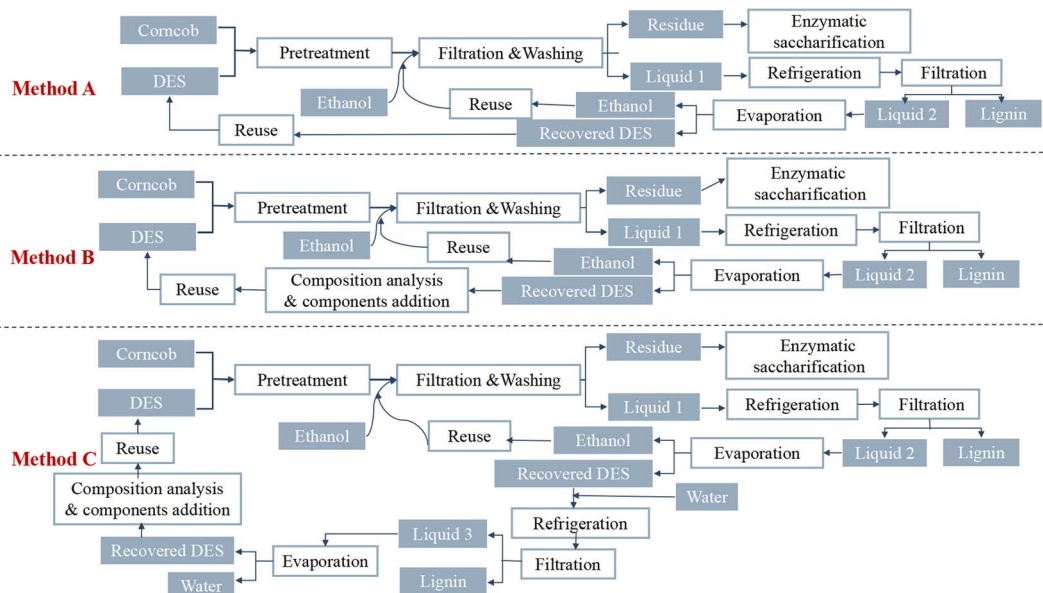 Corncob
Pretreatment
Filtration &Washing
Residue
Enzymatic
saccharification
Method A
DES
Ethanol
Liquid 1
Refrigeration
Filtration
Reuse
Ethanol
Evaporation
Liquid 2
Lignin
Reuse
Recovered DES
Corncob
Pretreatment
Filtration &Washing
Residue
Enzymatic
saccharification
Method B
DES
Ethanol
Liquid 1
Refrigeration
Filtration
Reuse
Ethanol
Evaporation
Liquid 2
Lignin
Reuse
Composition analysis
& components addition
Recovered DES
Corncob
Pretreatment
Filtration &Washing
Residue
Enzymatic
saccharification
DES
Liquid 1
Refrigeration
Filtration
Method C
Reuse
Ethanol
Reuse
Ethanol
Evaporation
Liquid 2
Lignin
Recovered DES
Water
Composition analysis
& components addition
Refrigeration
Recovered DES
Evaporation
Liquid 3
Filtration
Water
Lignin